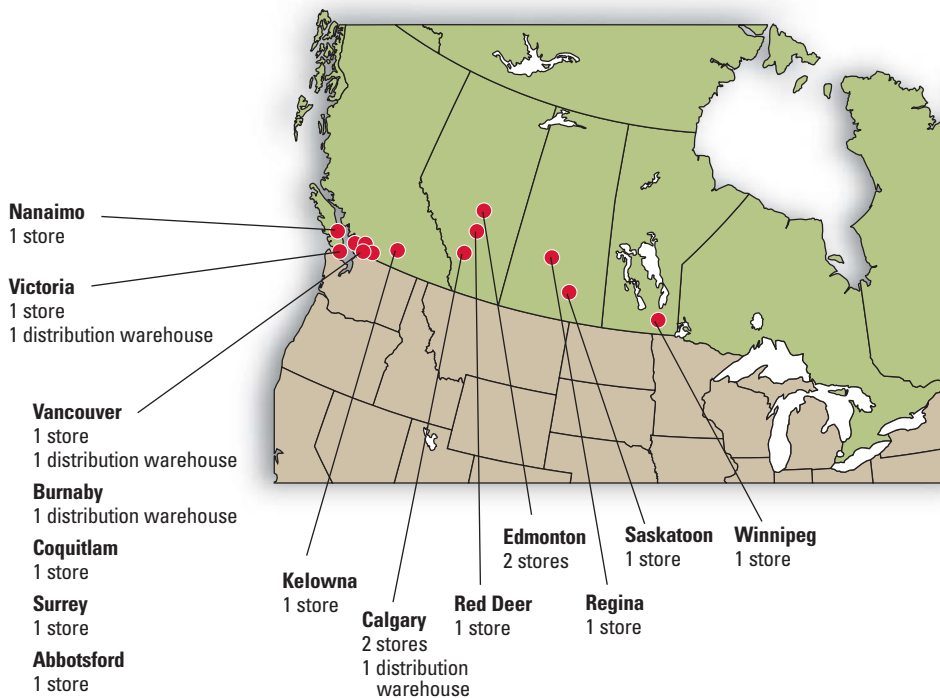 Nanaimo
1 store
Victoria
1 store
1 distribution warehouse
Vancouver
1 store
1 distribution warehouse
Burnaby
1 distribution warehouse
Coquitlam
1 store
Surrey
1 store
Abbotsford
1 store
Kelowna
1 store
Calgary
2 stores
1 distribution
warehouse
Red Deer
1 store
Edmonton
2 stores
Regina
1 store
Saskatoon
1 store
Winnipeg
1 store